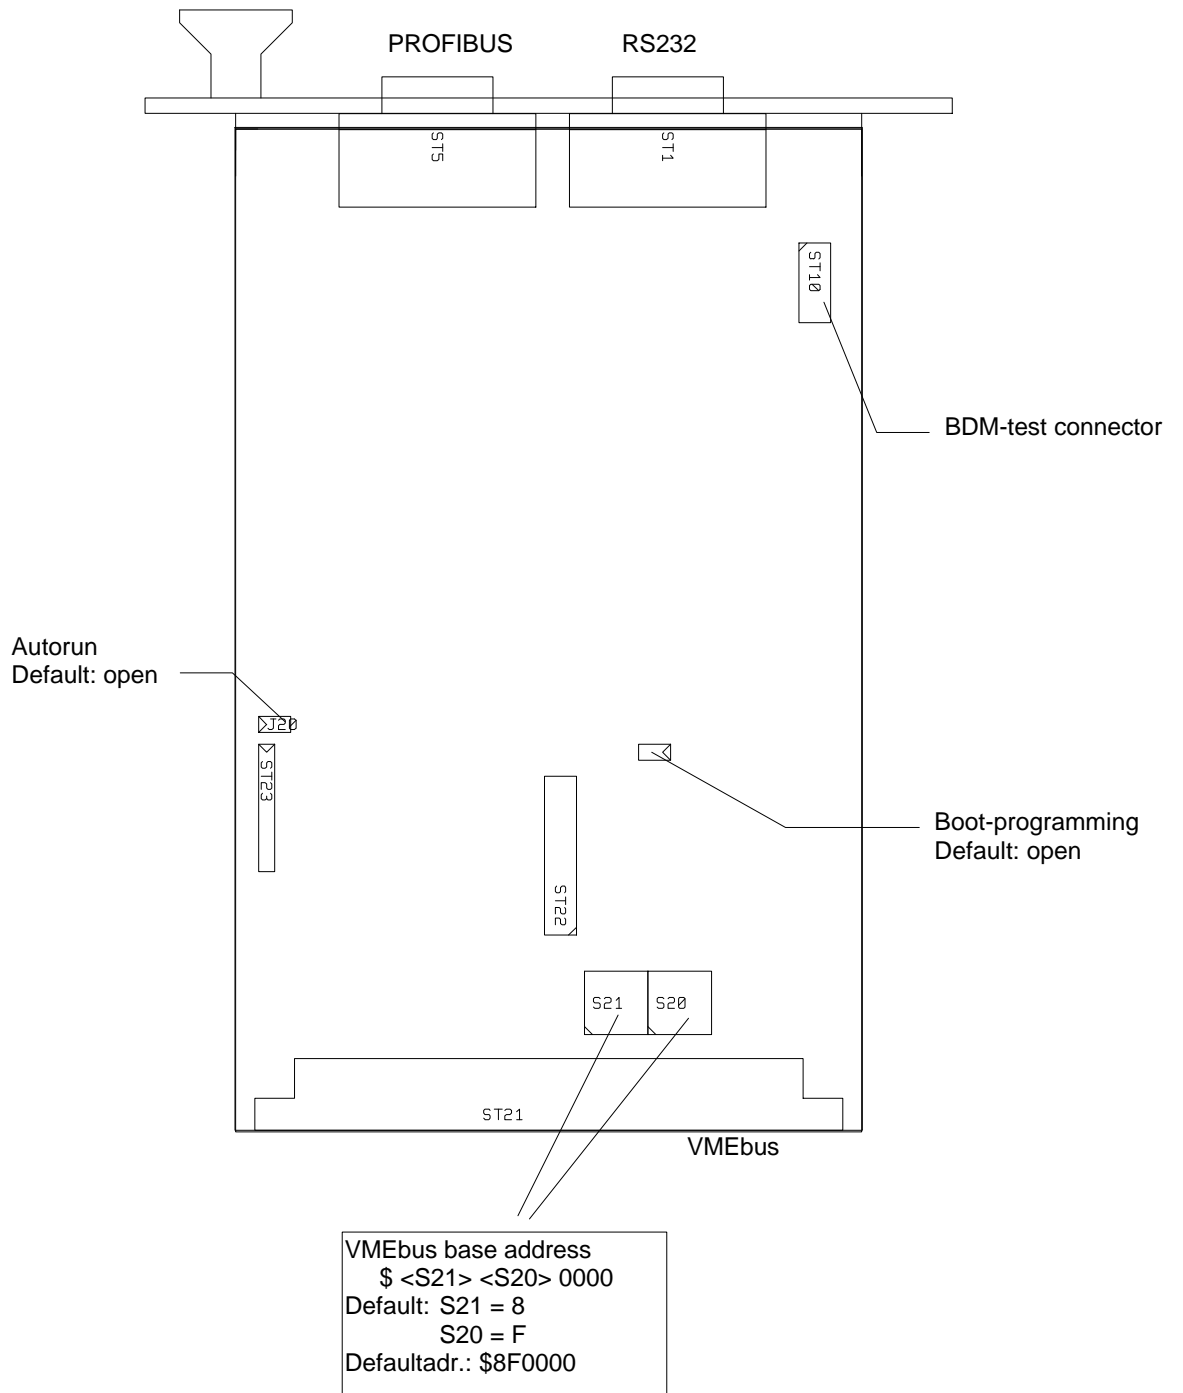 PROFIBUS
RS232
ST5
ST1
ST10
BDM-test connector
Autorun
Default: open
J20
ST23
Boot-programming
Default: open
ST22
S21
S20
ST21
VMEbus
VMEbus base address
$ <S21> <S20> 0000
Default: S21 = 8
S20 = F
Defaultadr.: $8F0000